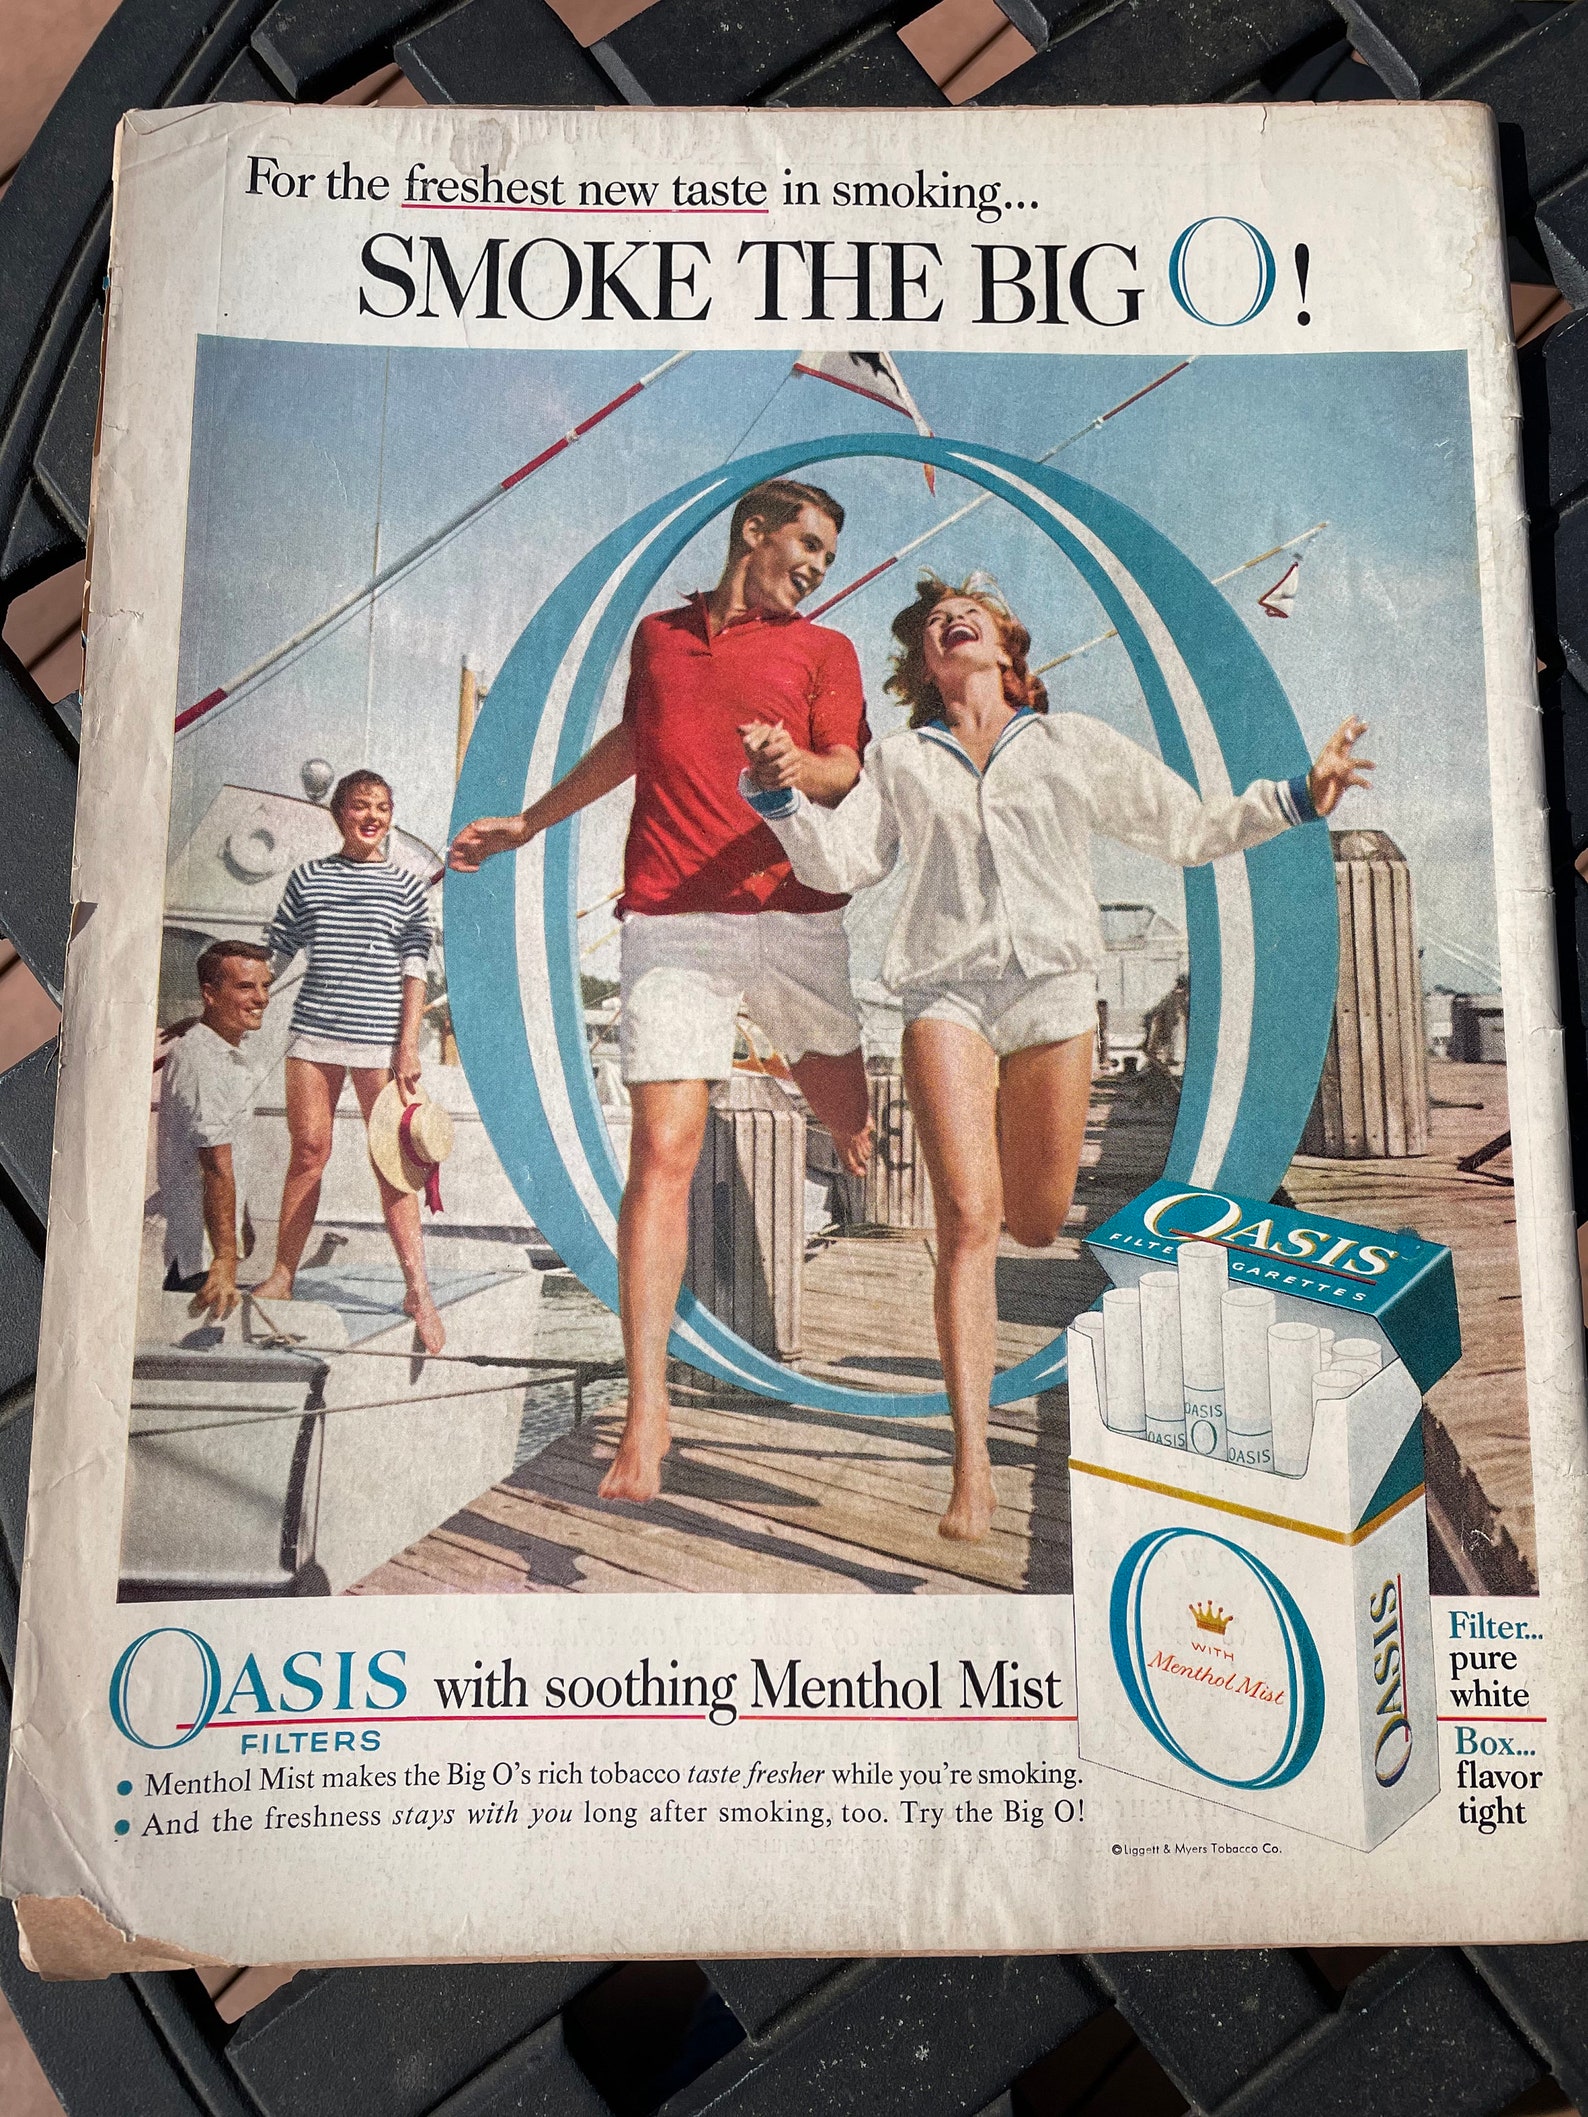 For the freshest new taste in smoking...
SMOKE THE BIG O!
OASIS
FILTE GARETTES
OASIS
OASIS O OASIS
O
WITH
Menthol Mist
OASIS
OASIS with soothing Menthol Mist
FILTERS
• Menthol Mist makes the Big O's rich tobacco taste fresher while you're smoking.
• And the freshness stays with you long after smoking, too. Try the Big O!
Filter...
pure
white
Box...
flavor
tight
© Liggett & Myers Tobacco Co.